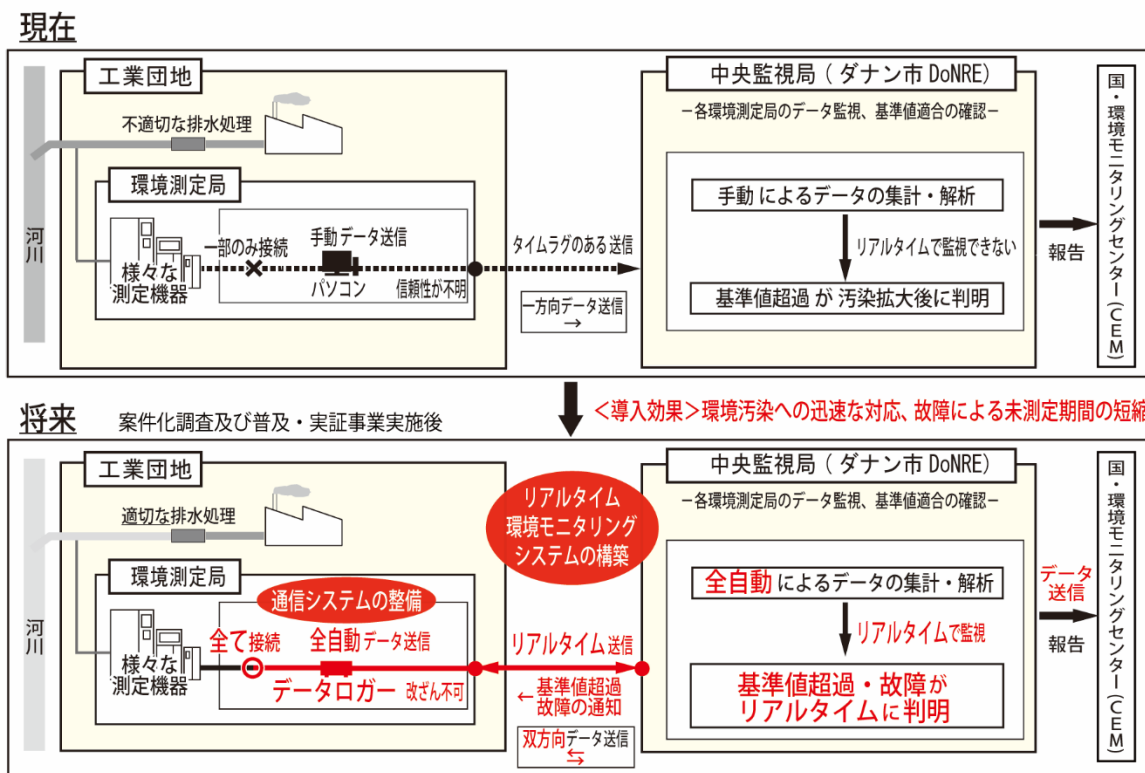 現在
工業団地
不適切な排水処理
環境測定局
河川
様々な
測定機器
一部のみ接続
手動データ送信
パソコン
信頼性が不明
タイムラグのある送信
一方向データ送信
→
中央監視局(ダナン市 DoNRE)
−各環境測定局のデータ監視、基準値適合の確認−
手動によるデータの集計・解析
リアルタイムで監視できない
基準値超過が汚染拡大後に判明
報告
国・環境モニタリングセンター(CEM)
将来
案件化調査及び普及・実証事業実施後
<導入効果>環境汚染への迅速な対応、故障による未測定期間の短縮
工業団地
適切な排水処理
環境測定局
河川
様々な
測定機器
通信システムの整備
全て接続
全自動データ送信
データロガー
改ざん不可
リアルタイム
環境モニタリング
システムの構築
リアルタイム送信
←基準値超過
故障の通知
双方向データ送信
⇆
中央監視局(ダナン市 DoNRE)
−各環境測定局のデータ監視、基準値適合の確認−
全自動によるデータの集計・解析
リアルタイムで監視
基準値超過・故障が
リアルタイムに判明
データ
送信
報告
国・環境モニタリングセンター(CEM)